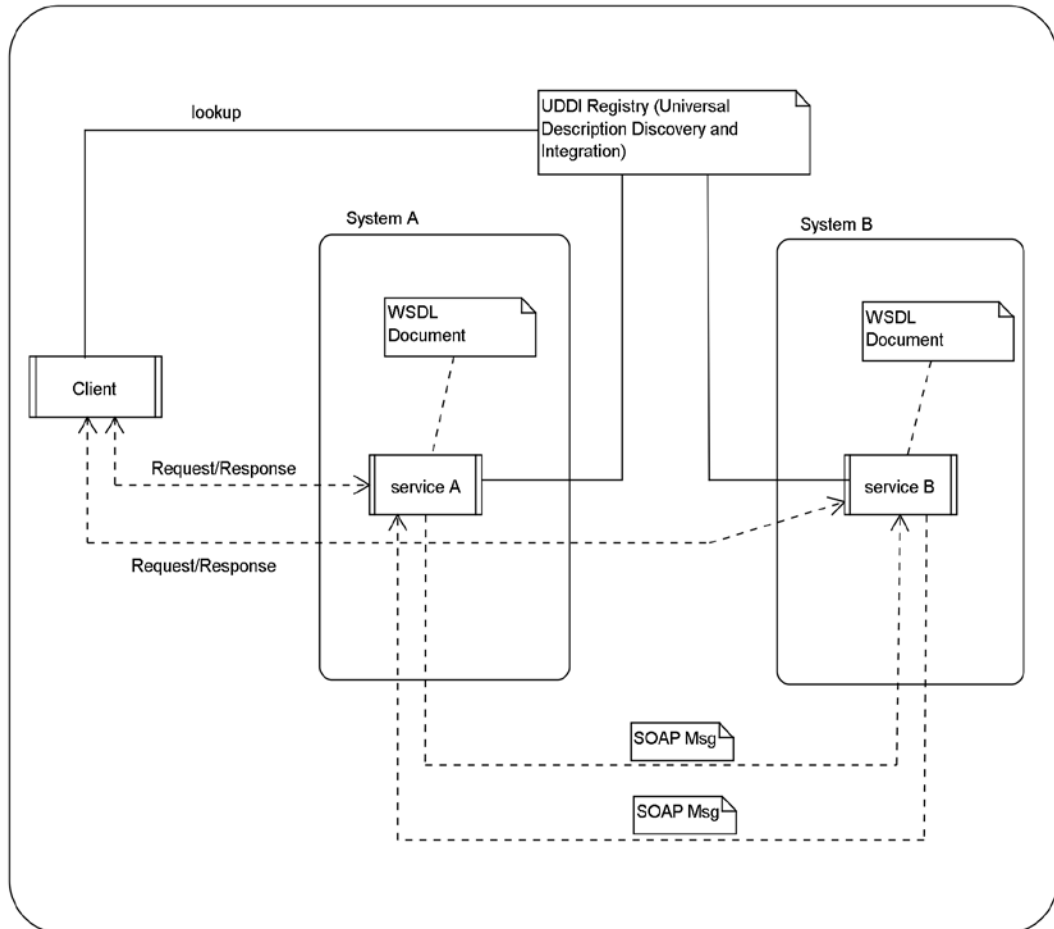 lookup
UDDI Registry (Universal
Description Discovery and
Integration)
System A
System B
WSDL
Document
WSDL
Document
Client
Request/Response
service A
service B
Request/Response
SOAP Msg
SOAP Msg